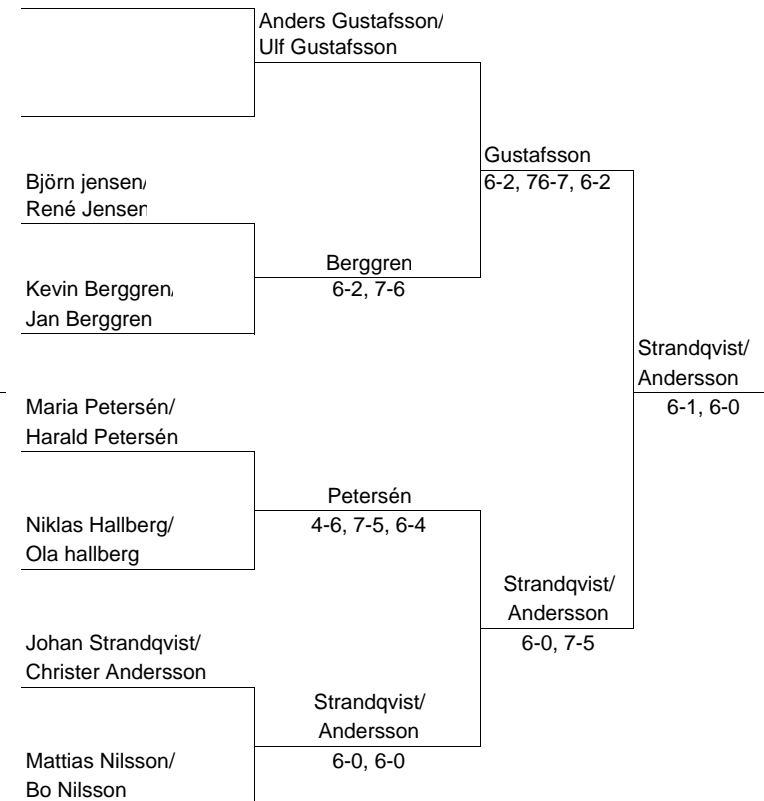 Anders Gustafsson/
Ulf Gustafsson
Gustafsson
6-2, 76-7, 6-2
Björn jensen/
René Jensen
Berggren
6-2, 7-6
Kevin Berggren/
Jan Berggren
Strandqvist/
Andersson
6-1, 6-0
Maria Petersén/
Harald Petersén
Petersén
4-6, 7-5, 6-4
Niklas Hallberg/
Ola hallberg
Strandqvist/
Andersson
6-0, 7-5
Johan Strandqvist/
Christer Andersson
Strandqvist/
Andersson
6-0, 6-0
Mattias Nilsson/
Bo Nilsson